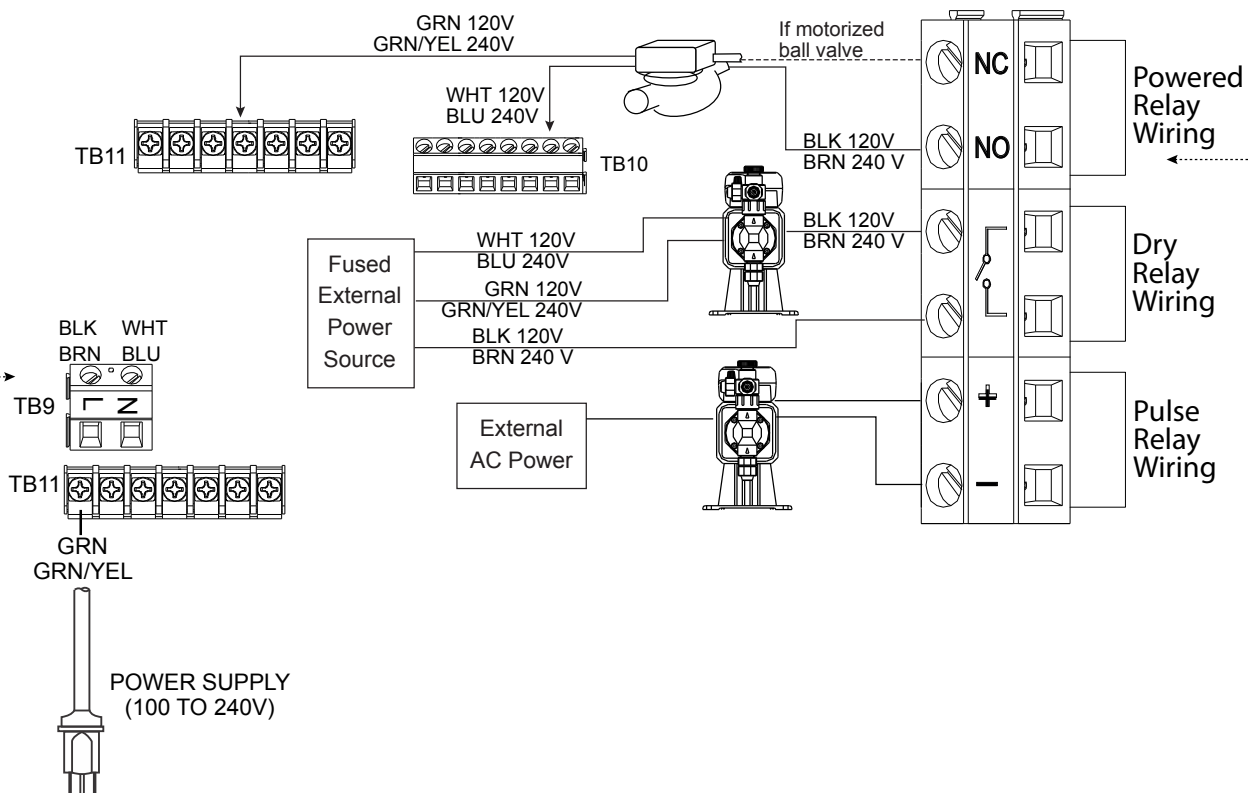 GRN 120V
GRN/YEL 240V
If motorized
ball valve
NC
Powered
Relay
Wiring
WHT 120V
BLU 240V
TB11
TB10
BLK 120V
BRN 240 V
NO
WHT 120V
BLU 240V
BLK 120V
BRN 240 V
Dry
Relay
Wiring
Fused
External
Power
Source
GRN 120V
GRN/YEL 240V
BLK 120V
BRN 240 V
BLK WHT
BRN BLU
TB9
L N
External
AC Power
+
Pulse
Relay
Wiring
–
TB11
GRN
GRN/YEL
POWER SUPPLY
(100 TO 240V)